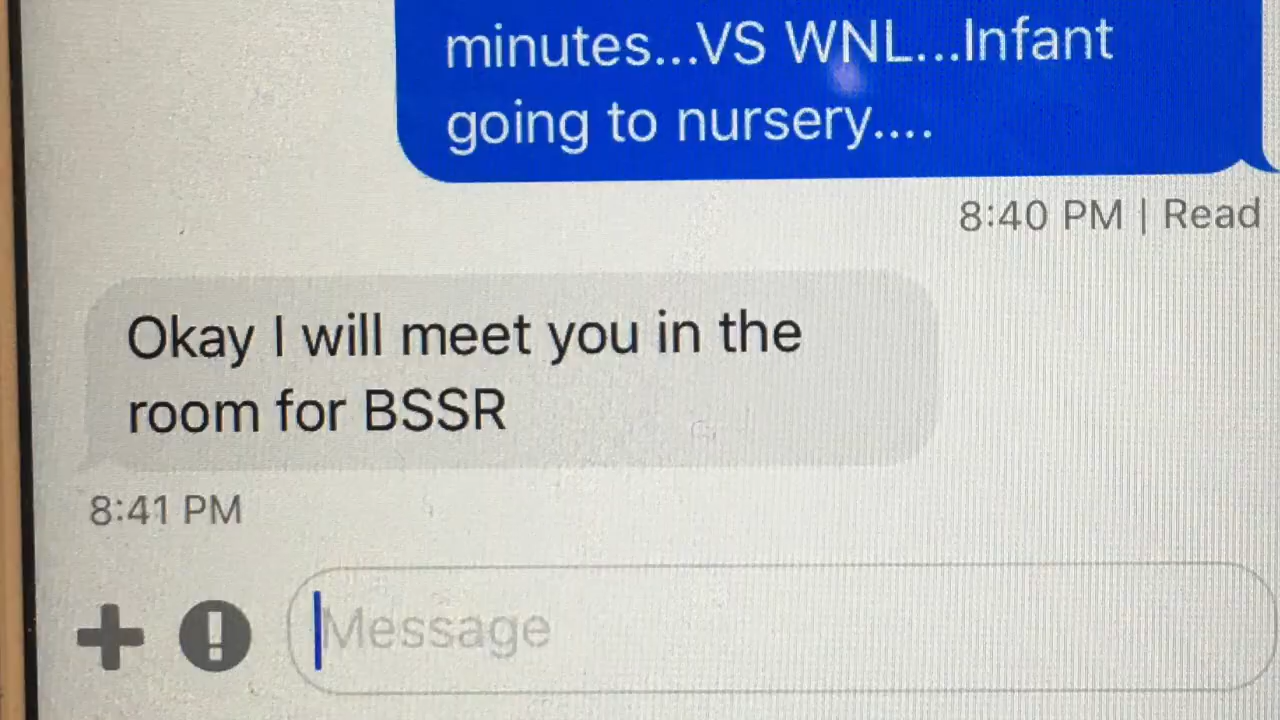 minutes...VS WNL...Infant
going to nursery....
8:40 PM | Read
Okay I will meet you in the
room for BSSR
8:41 PM
Message